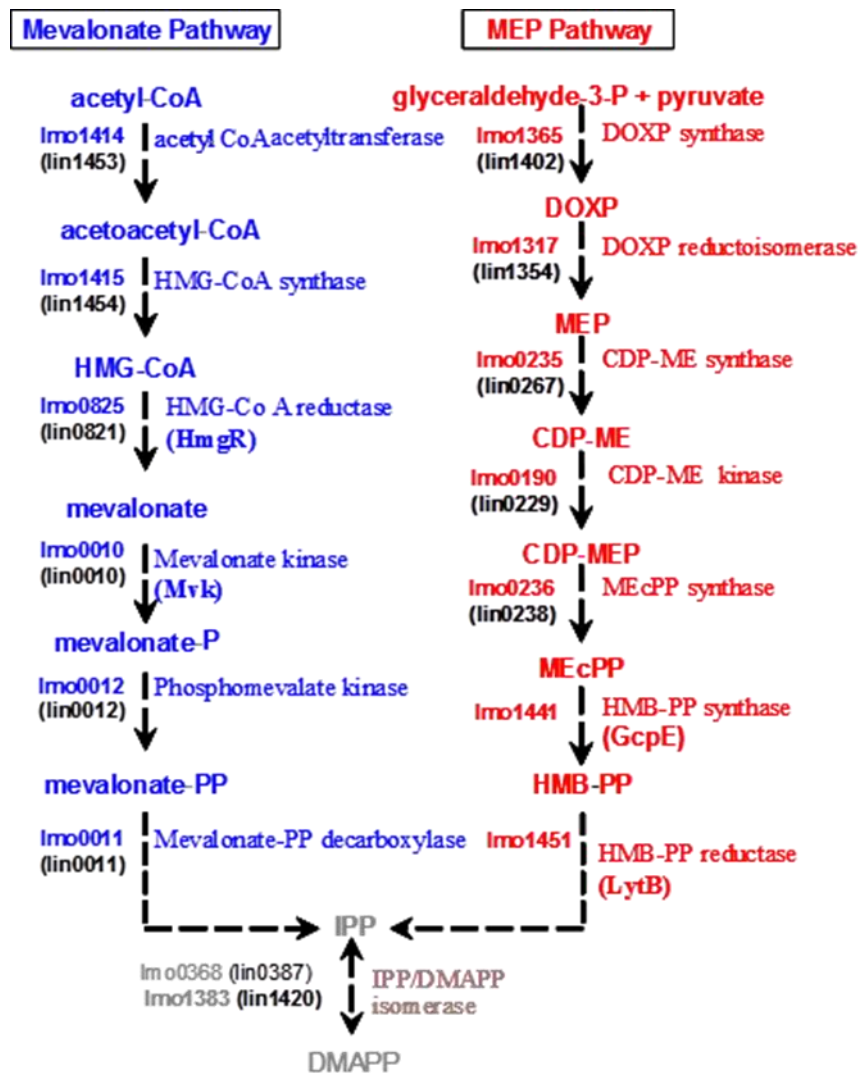 Mevalonate Pathway
acetyl-CoA
lmo1414
(lin1453)
acetyl CoA acetyltransferase
acetoacetyl-CoA
lmo1415
(lin1454)
HMG-CoA synthase
HMG-CoA
lmo0825
(lin0821)
HMG-Co A reductase
(HmgR)
mevalonate
lmo0010
(lin0010)
Mevalonate kinase
(Mvk)
mevalonate-P
lmo0012
(lin0012)
Phosphomevalate kinase
mevalonate-PP
lmo0011
(lin0011)
Mevalonate-PP decarboxylase
MEP Pathway
glyceraldehyde-3-P + pyruvate
lmo1365
(lin1402)
DOXP synthase
DOXP
lmo1317
(lin1354)
DOXP reductoisomerase
MEP
lmo0235
(lin0267)
CDP-ME synthase
CDP-ME
lmo0190
(lin0229)
CDP-ME kinase
CDP-MEP
lmo0236
(lin0238)
MEcPP synthase
MEcPP
lmo1441
HMB-PP synthase
(GcpE)
HMB-PP
lmo1451
HMB-PP reductase
(LytB)
IPP
lmo0368 (lin0387)
lmo1383 (lin1420)
IPP/DMAPP
isomerase
DMAPP